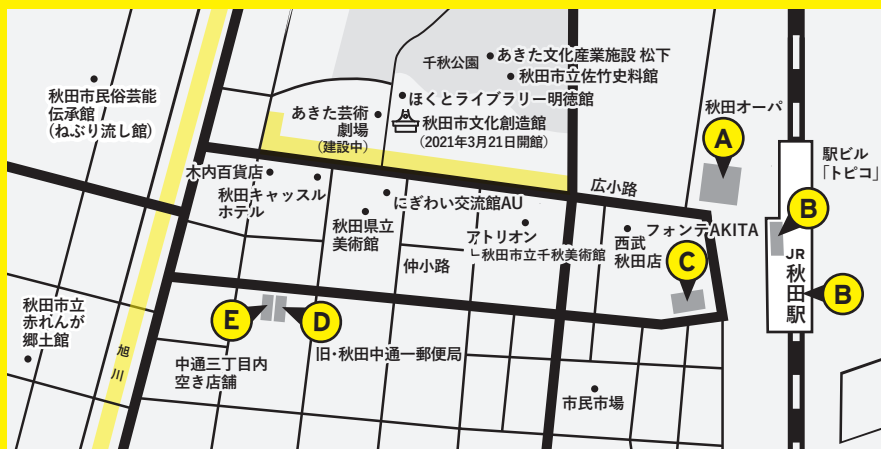 千秋公園
あきた文化産業施設 松下
秋田市立佐竹史料館
秋田市民俗芸能
伝承館
(ねぶり流し館)
ほくとライブラリー明徳館
あきた芸術
劇場
(建設中)
秋田市文化創造館
(2021年3月21日開館)
秋田オーパ
A
駅ビル
「トピコ」
木内百貨店
秋田キャッスル
ホテル
にぎわい交流館AU
広小路
秋田県立
美術館
アトリオン
└秋田市立千秋美術館
西武
秋田店
フォンテAKITA
B
仲小路
C
JR
秋田駅
B
秋田市立
赤れんが
郷土館
旭川
E
D
中通三丁目内
空き店舗
旧・秋田中通一郵便局
市民市場